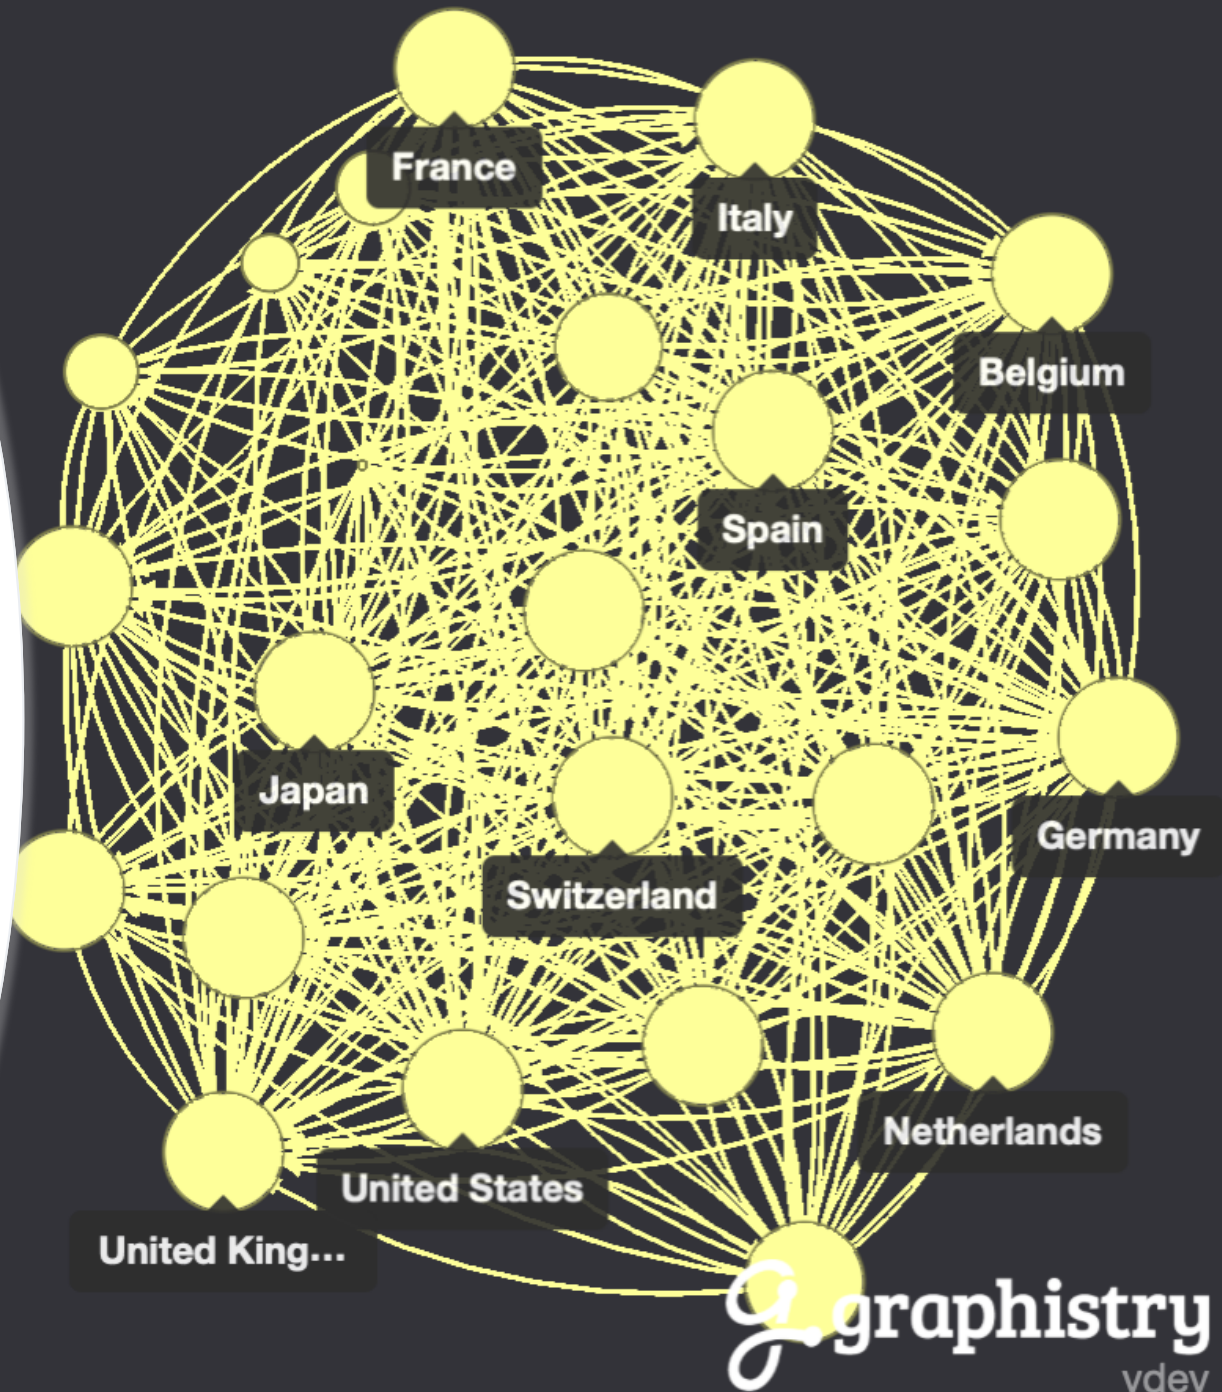 France
Italy
Belgium
Spain
Japan
Germany
Switzerland
Netherlands
United States
United King...
graphistry
vdev